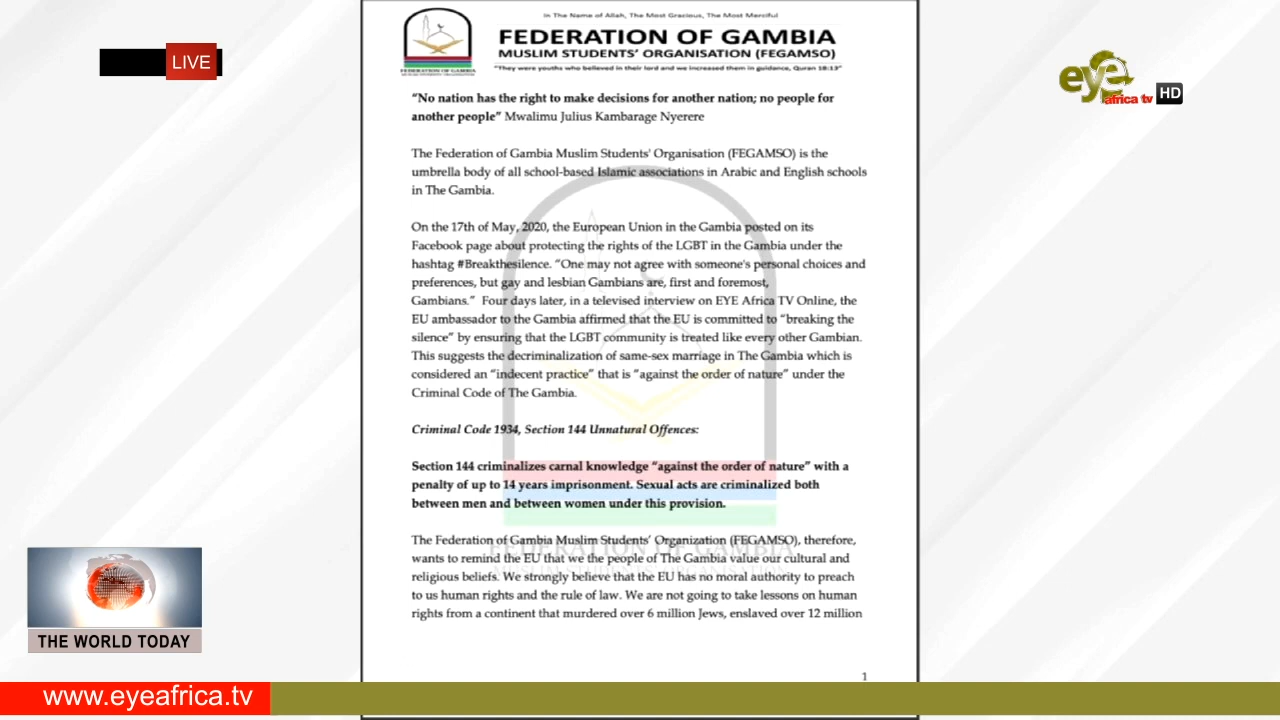 LIVE
eye
africa tv HD
In The Name of Allah, The Most Gracious, The Most Merciful
FEDERATION OF GAMBIA
MUSLIM STUDENTS' ORGANISATION (FEGAMSO)
"They were youths who believed in their lord and we increased them in guidance, Quran 18:13"
FEDERATION OF GAMBIA
“No nation has the right to make decisions for another nation; no people for
another people” Mwalimu Julius Kambarage Nyerere
The Federation of Gambia Muslim Students' Organisation (FEGAMSO) is the
umbrella body of all school-based Islamic associations in Arabic and English schools
in The Gambia.
On the 17th of May, 2020, the European Union in the Gambia posted on its
Facebook page about protecting the rights of the LGBT in the Gambia under the
hashtag #Breakthesilence. “One may not agree with someone's personal choices and
preferences, but gay and lesbian Gambians are, first and foremost,
Gambians.” Four days later, in a televised interview on EYE Africa TV Online, the
EU ambassador to the Gambia affirmed that the EU is committed to “breaking the
silence” by ensuring that the LGBT community is treated like every other Gambian.
This suggests the decriminalization of same-sex marriage in The Gambia which is
considered an “indecent practice” that is “against the order of nature” under the
Criminal Code of The Gambia.
Criminal Code 1934, Section 144 Unnatural Offences:
Section 144 criminalizes carnal knowledge “against the order of nature” with a
penalty of up to 14 years imprisonment. Sexual acts are criminalized both
between men and between women under this provision.
The Federation of Gambia Muslim Students’ Organization (FEGAMSO), therefore,
wants to remind the EU that we the people of The Gambia value our cultural and
religious beliefs. We strongly believe that the EU has no moral authority to preach
to us human rights and the rule of law. We are not going to take lessons on human
rights from a continent that murdered over 6 million Jews, enslaved over 12 million
FEDERATION OF GAMBIA
1
THE WORLD TODAY
www.eyeafrica.tv